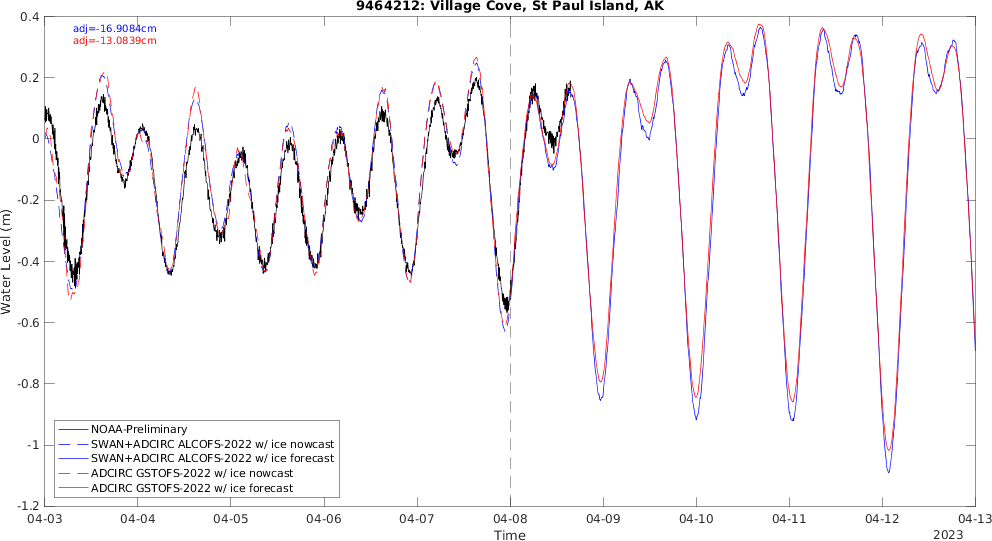 9464212: Village Cove, St Paul Island, AK
adj=-16.9084cm
adj=-13.0839cm
0.4
0.2
0
-0.2
-0.4
-0.6
-0.8
-1
-1.2
Water Level (m)
NOAA-Preliminary
SWAN+ADCIRC ALCOFS-2022 w/ ice nowcast
SWAN+ADCIRC ALCOFS-2022 w/ ice forecast
ADCIRC GSTOFS-2022 w/ ice nowcast
ADCIRC GSTOFS-2022 w/ ice forecast
04-03 04-04 04-05 04-06 04-07 04-08 04-09 04-10 04-11 04-12 04-13
Time
2023